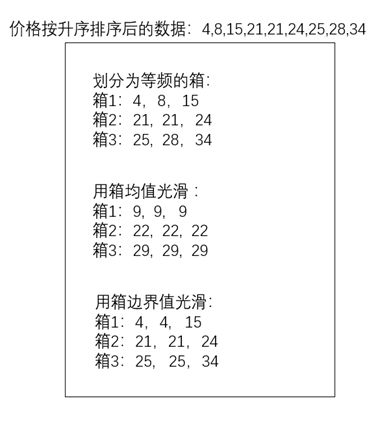 价格按升序排序后的数据：4,8,15,21,21,24,25,28,34
划分为等频的箱：
箱1：4，8，15
箱2：21，21，24
箱3：25，28，34
用箱均值光滑：
箱1：9，9，9
箱2：22，22，22
箱3：29，29，29
用箱边界值光滑：
箱1：4，4，15
箱2：21，21，24
箱3：25，25，34